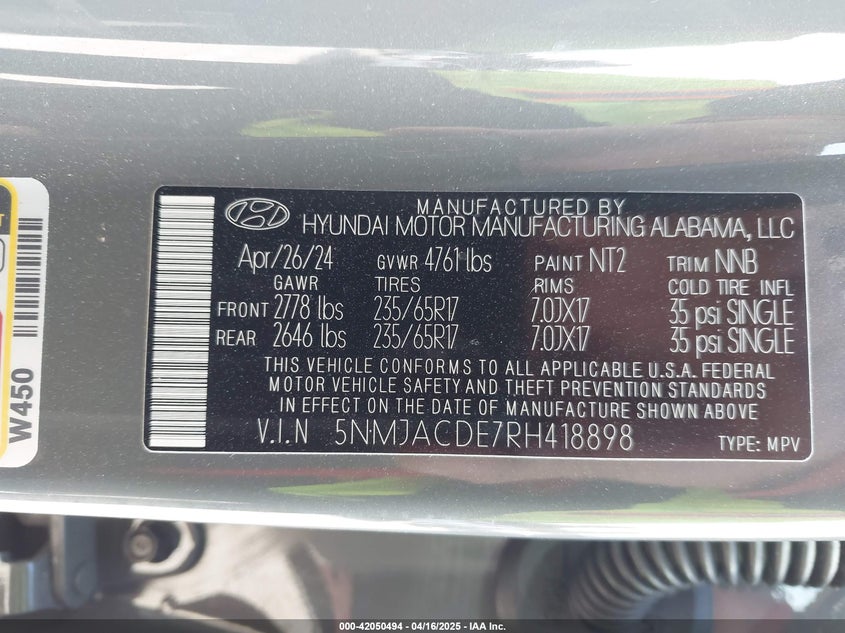 MANUFACTURED BY
HYUNDAI MOTOR MANUFACTURING ALABAMA, LLC
Apr/26/24 GVWR 4761 lbs PAINT NT2 TRIM NNB
GAWR TIRES RIMS COLD TIRE INFL
FRONT 2778 lbs 235/65R17 7.0JX17 35 psi SINGLE
REAR 2646 lbs 235/65R17 7.0JX17 35 psi SINGLE
THIS VEHICLE CONFORMS TO ALL APPLICABLE U.S.A. FEDERAL
MOTOR VEHICLE SAFETY AND THEFT PREVENTION STANDARDS
IN EFFECT ON THE DATE OF MANUFACTURE SHOWN ABOVE
V.I.N 5NMJACDE7RH418898 TYPE: MPV
W450
000-42050494 - 04/16/2025 - IAA Inc.